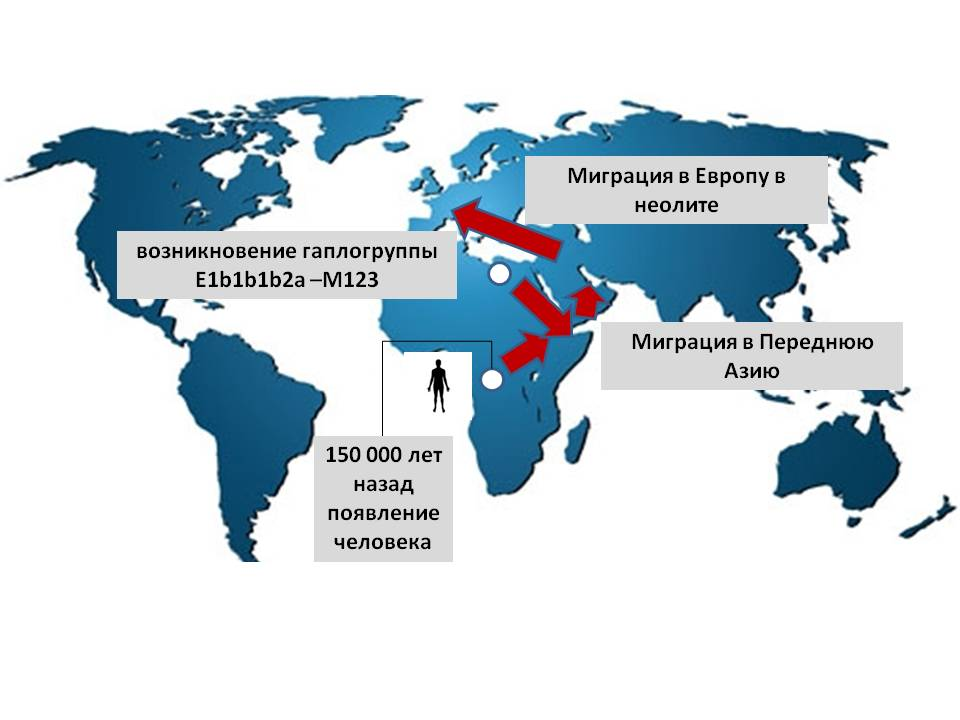 Миграция в Европу в
неолите
возникновение гаплогруппы
E1b1b1b2a –M123
Миграция в Переднюю
Азию
150 000 лет
назад
появление
человека